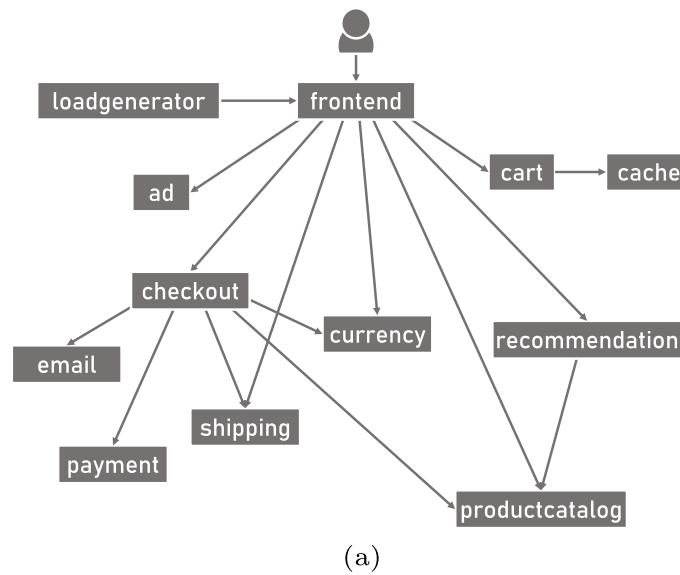 loadgenerator
frontend
ad
cart
cache
checkout
currency
recommendation
email
shipping
payment
productcatalog
(a)